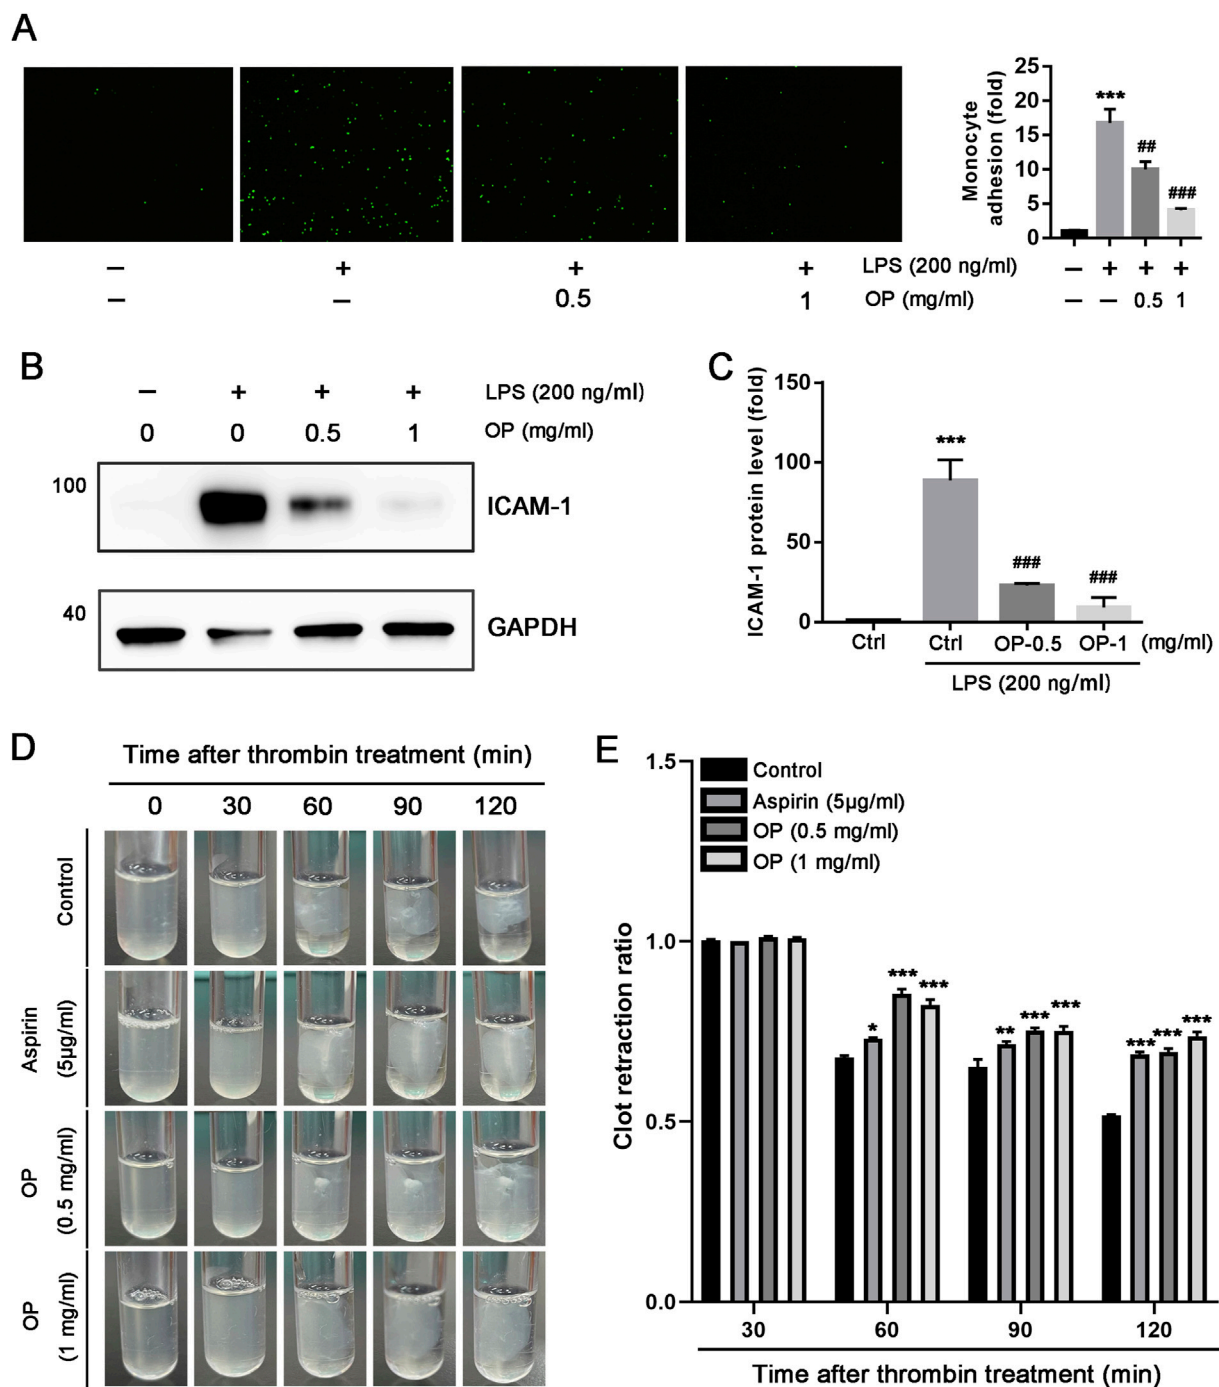 A
25
20
15
10
5
0
Monocyte
adhesion (fold)
***
##
###
– + + + LPS (200 ng/ml) – + + +
– – 0.5 1 OP (mg/ml) – – 0.5 1
B
– + + + LPS (200 ng/ml)
0 0 0.5 1 OP (mg/ml)
100
ICAM-1
40
GAPDH
C
ICAM-1 protein level (fold)
150
100
50
0
***
###
###
Ctrl Ctrl OP-0.5 OP-1 (mg/ml)
LPS (200 ng/ml)
D
Time after thrombin treatment (min)
0 30 60 90 120
Control
Aspirin
(5µg/ml)
OP
(0.5 mg/ml)
OP
(1 mg/ml)
E
Clot retraction ratio
1.5
1.0
0.5
0.0
Control
Aspirin (5µg/ml)
OP (0.5 mg/ml)
OP (1 mg/ml)
* *** ***
** *** ***
*** *** ***
30 60 90 120
Time after thrombin treatment (min)